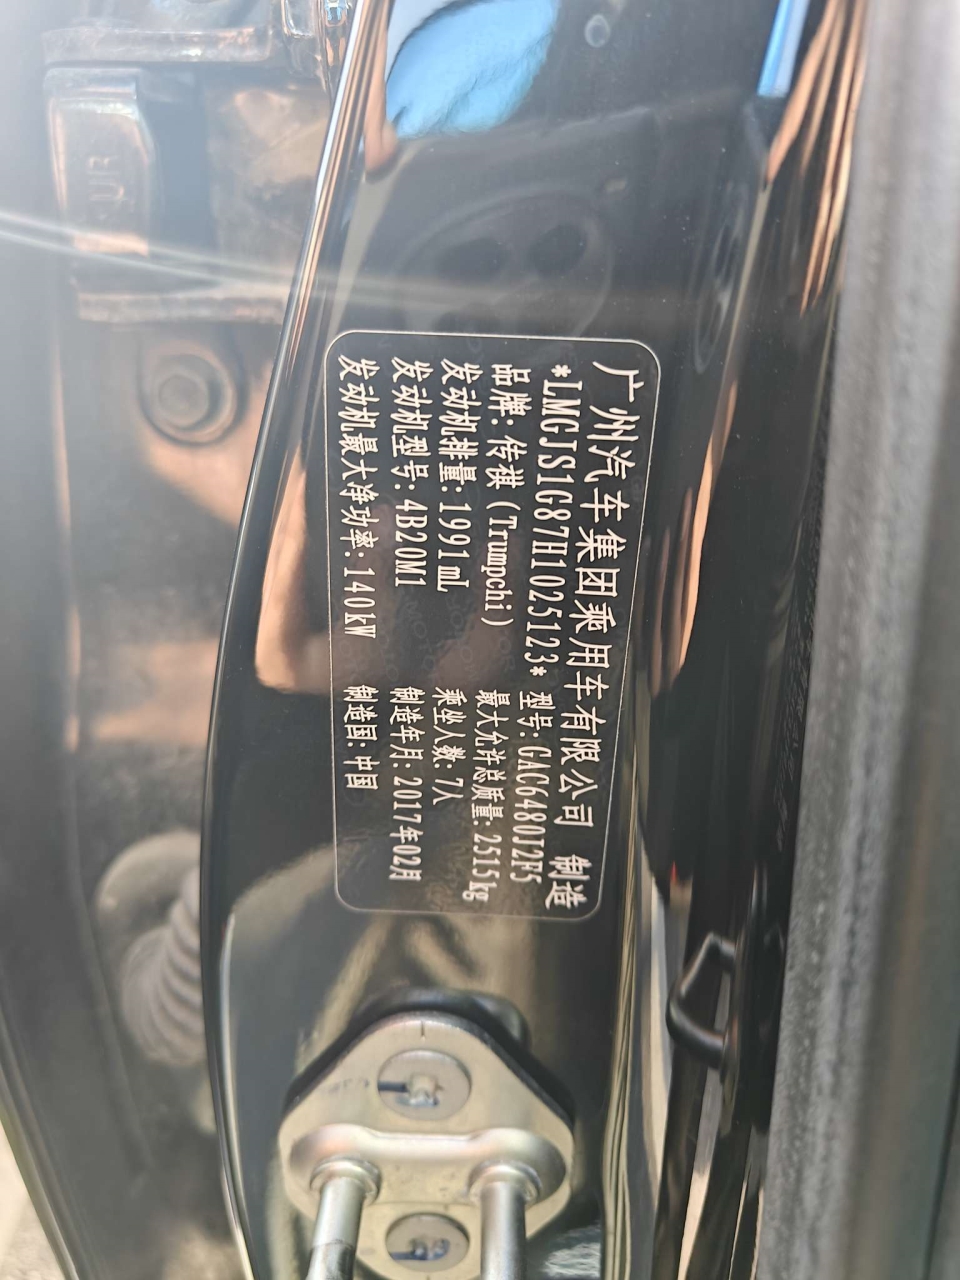 广州汽车集团乘用车有限公司 制造
*LMGJS1G87H1025123* 型号:GAC6480J2F5
品牌:传祺(Trumpchi) 最大允许总质量:2515kg
发动机排量:1991mL 乘坐人数:7人
发动机型号:4B20M1 制造年月:2017年02月
发动机最大净功率:140kW 制造国:中国